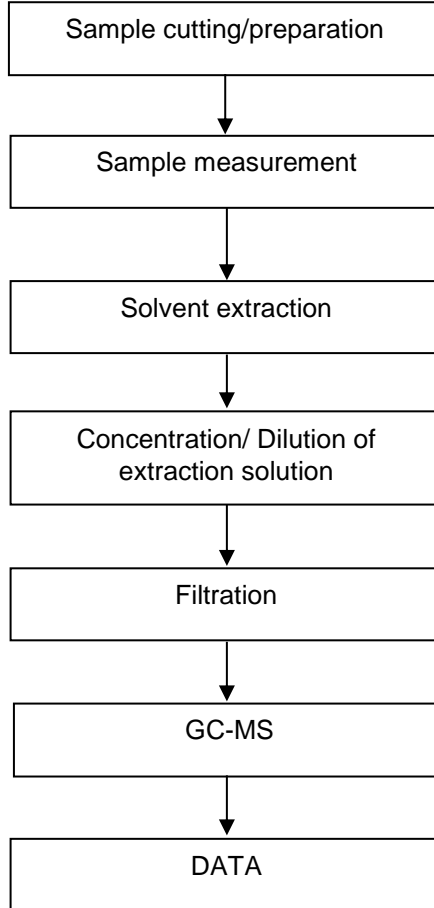 Sample cutting/preparation
Sample measurement
Solvent extraction
Concentration/ Dilution of
extraction solution
Filtration
GC-MS
DATA